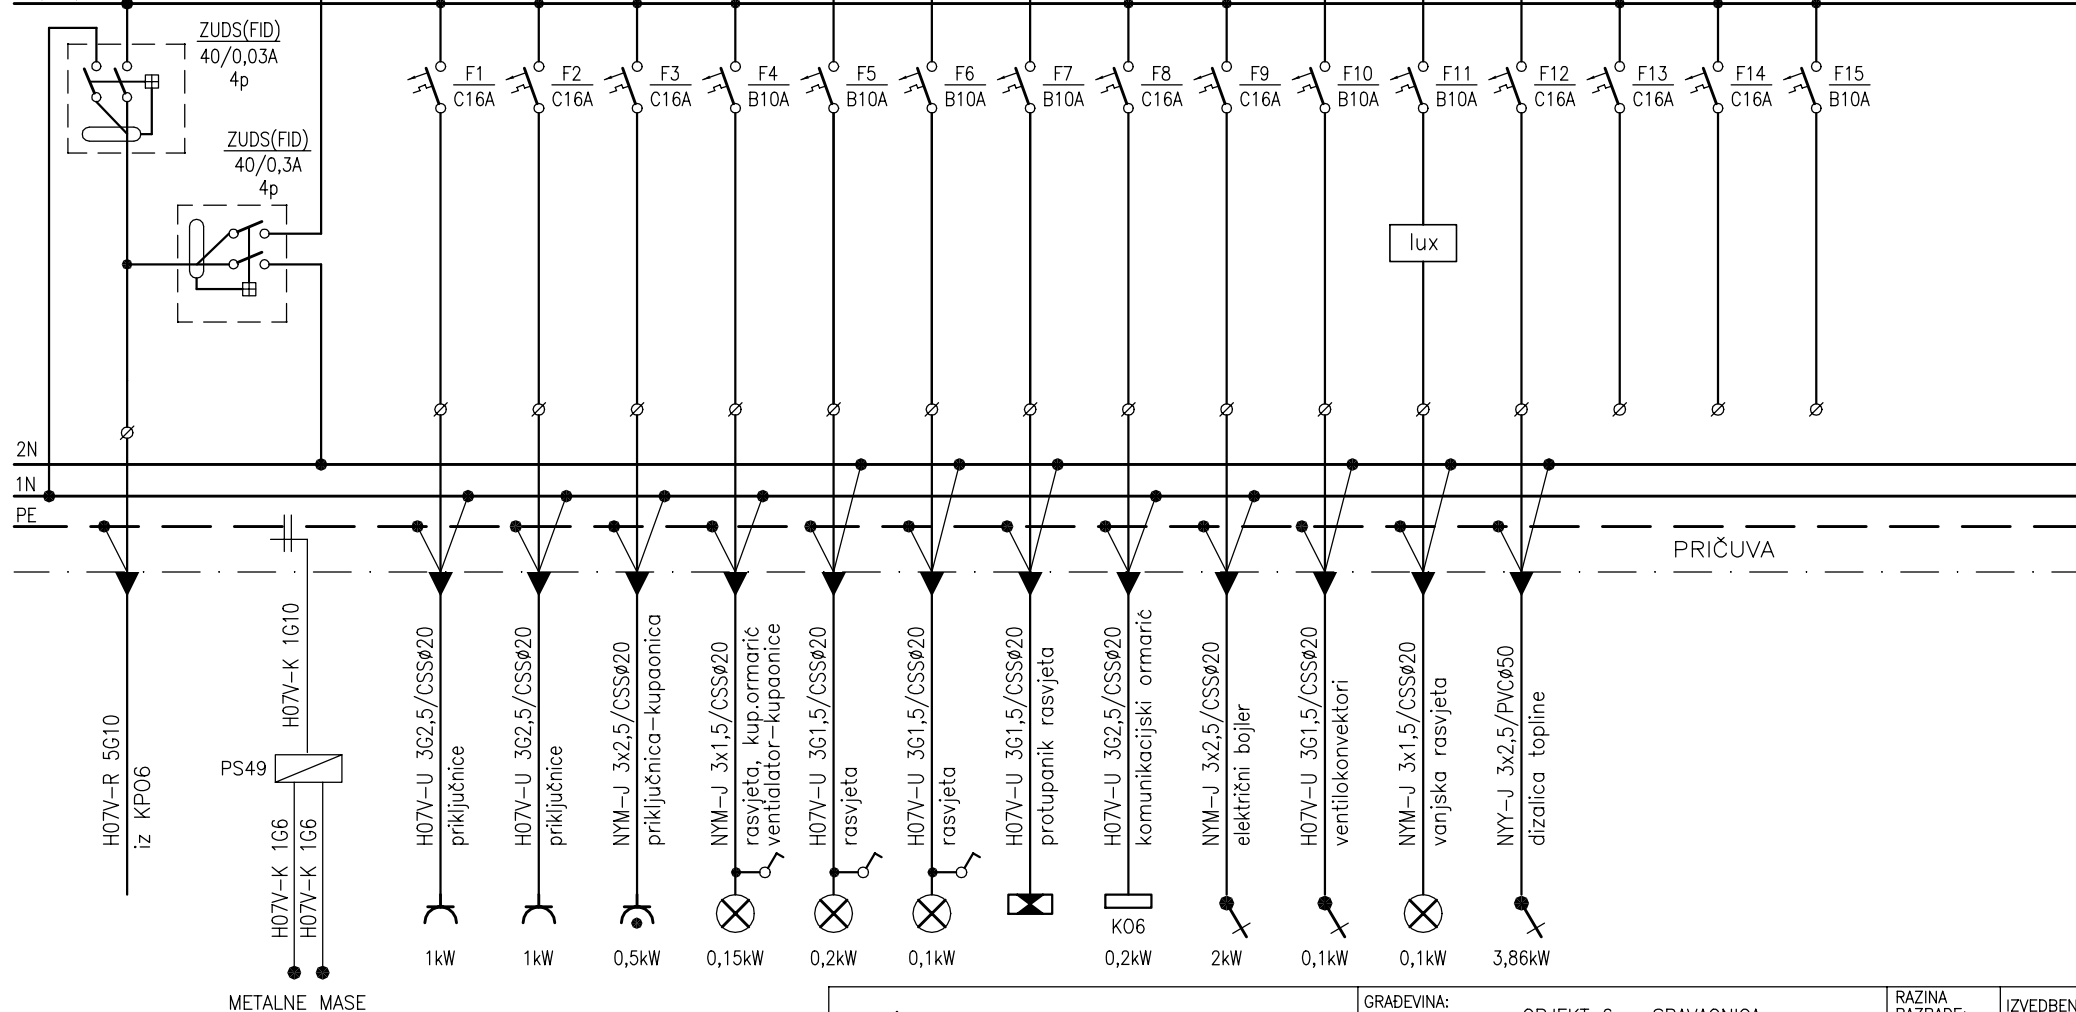 ZUDS(FID)
40/0,03A
4p
ZUDS(FID)
40/0,3A
4p
F1
C16A
F2
C16A
F3
C16A
F4
B10A
F5
B10A
F6
B10A
F7
B10A
F8
C16A
F9
C16A
F10
B10A
F11
B10A
F12
C16A
F13
C16A
F14
C16A
F15
B10A
lux
2N
1N
PE
PRIČUVA
H07V-R 5G10
iz KP06
H07V-K 1G10
PS49
H07V-K 1G6
H07V-K 1G6
METALNE MASE
H07V-U 3G2,5/CSSø20
priključnice
1kW
H07V-U 3G2,5/CSSø20
priključnice
1kW
NYM-J 3x2,5/CSSø20
priključnica-kupaonica
0,5kW
NYM-J 3x1,5/CSSø20
rasvjeta, kup.ormarić
ventialator-kupaonice
0,15kW
H07V-U 3G1,5/CSSø20
rasvjeta
0,2kW
H07V-U 3G1,5/CSSø20
rasvjeta
0,1kW
H07V-U 3G1,5/CSSø20
protupanik rasvjeta
H07V-U 3G2,5/CSSø20
komunikacijski ormarić
K06
0,2kW
NYM-J 3x2,5/CSSø20
električni bojler
2kW
H07V-U 3G1,5/CSSø20
ventilokonvektori
0,1kW
NYM-J 3x1,5/CSSø20
vanjska rasvjeta
0,1kW
NYY-J 3x2,5/PVCø50
dizalica topline
3,86kW
GRAĐEVINA:
RAZINA
IZVEDBEN